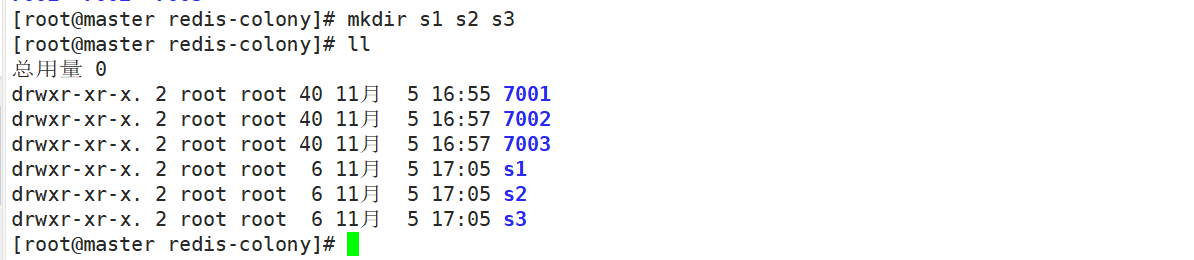 [root@master redis-colony]# mkdir s1 s2 s3
[root@master redis-colony]# ll
总用量 0
drwxr-xr-x. 2 root root 40 11月  5 16:55 7001
drwxr-xr-x. 2 root root 40 11月  5 16:57 7002
drwxr-xr-x. 2 root root 40 11月  5 16:57 7003
drwxr-xr-x. 2 root root  6 11月  5 17:05 s1
drwxr-xr-x. 2 root root  6 11月  5 17:05 s2
drwxr-xr-x. 2 root root  6 11月  5 17:05 s3
[root@master redis-colony]#